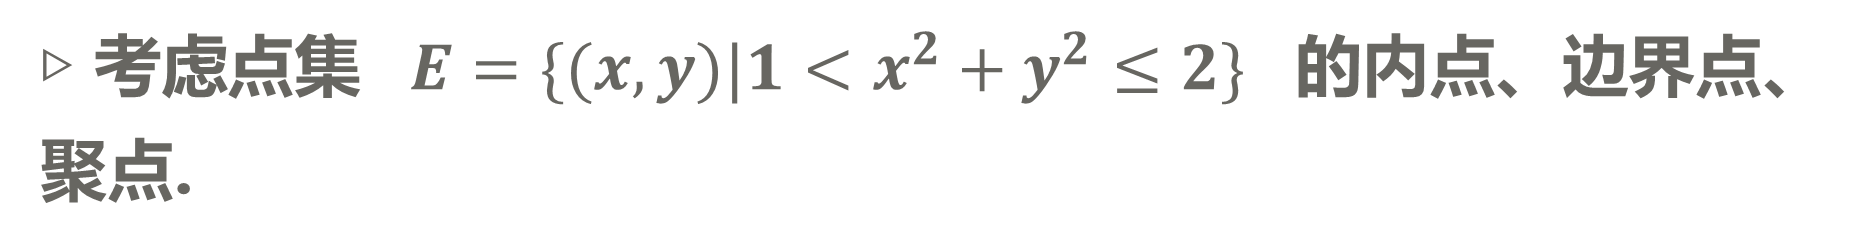 ▷ 考虑点集 E = {(x, y)|1 < x² + y² ≤ 2} 的内点、边界点、
聚点.